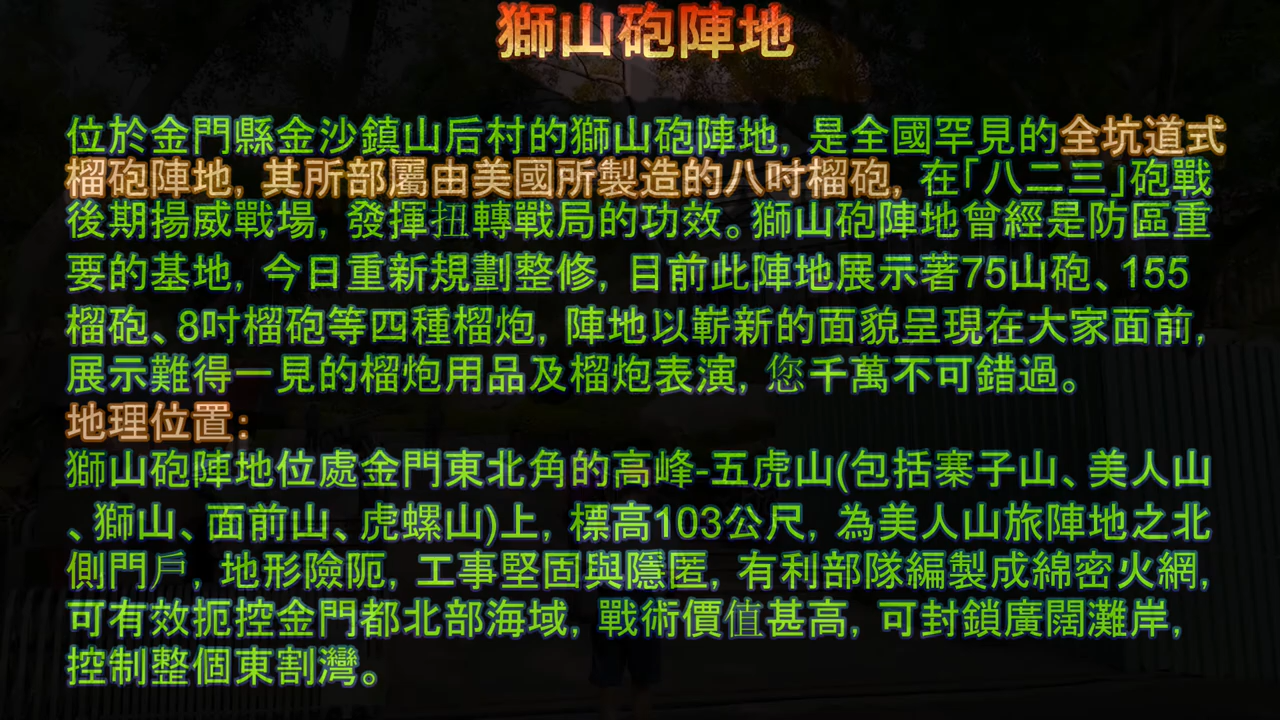 獅山砲陣地
位於金門縣金沙鎮山后村的獅山砲陣地, 是全國罕見的全坑道式
榴砲陣地, 其所部屬由美國所製造的八吋榴砲, 在「八二三」砲戰
後期揚威戰場, 發揮扭轉戰局的功效。獅山砲陣地曾經是防區重
要的基地, 今日重新規劃整修, 目前此陣地展示著75山砲、155
榴砲、8吋榴砲等四種榴炮, 陣地以嶄新的面貌呈現在大家面前,
展示難得一見的榴炮用品及榴炮表演, 您千萬不可錯過。
地理位置:
獅山砲陣地位處金門東北角的高峰-五虎山(包括寨子山、美人山
、獅山、面前山、虎螺山)上, 標高103公尺, 為美人山旅陣地之北
側門戶, 地形險阨, 工事堅固與隱匿, 有利部隊編製成綿密火網,
可有效扼控金門都北部海域, 戰術價值甚高, 可封鎖廣闊灘岸,
控制整個東割灣。